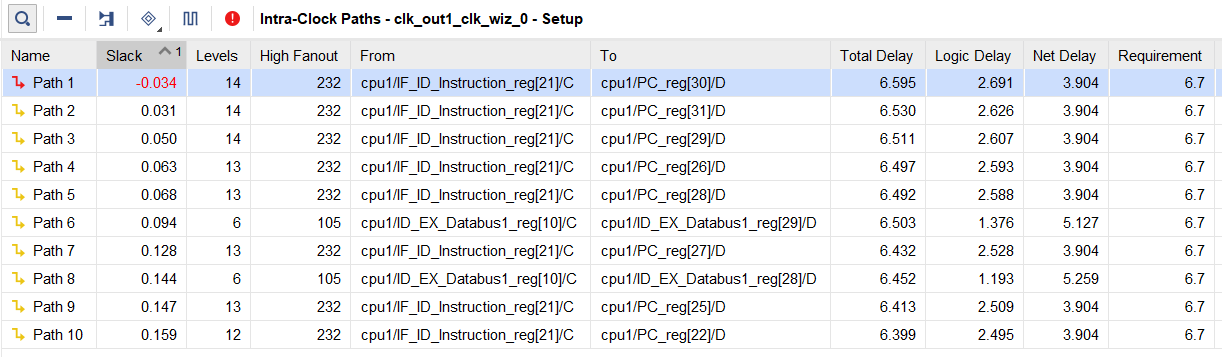 Intra-Clock Paths - clk_out1_clk_wiz_0 - Setup
Name Slack 1 Levels High Fanout From To Total Delay Logic Delay Net Delay Requirement
Path 1 -0.034 14 232 cpu1/IF_ID_Instruction_reg[21]/C cpu1/PC_reg[30]/D 6.595 2.691 3.904 6.7
Path 2 0.031 14 232 cpu1/IF_ID_Instruction_reg[21]/C cpu1/PC_reg[31]/D 6.530 2.626 3.904 6.7
Path 3 0.050 14 232 cpu1/IF_ID_Instruction_reg[21]/C cpu1/PC_reg[29]/D 6.511 2.607 3.904 6.7
Path 4 0.063 13 232 cpu1/IF_ID_Instruction_reg[21]/C cpu1/PC_reg[26]/D 6.497 2.593 3.904 6.7
Path 5 0.068 13 232 cpu1/IF_ID_Instruction_reg[21]/C cpu1/PC_reg[28]/D 6.492 2.588 3.904 6.7
Path 6 0.094 6 105 cpu1/ID_EX_Databus1_reg[10]/C cpu1/ID_EX_Databus1_reg[29]/D 6.503 1.376 5.127 6.7
Path 7 0.128 13 232 cpu1/IF_ID_Instruction_reg[21]/C cpu1/PC_reg[27]/D 6.432 2.528 3.904 6.7
Path 8 0.144 6 105 cpu1/ID_EX_Databus1_reg[10]/C cpu1/ID_EX_Databus1_reg[28]/D 6.452 1.193 5.259 6.7
Path 9 0.147 13 232 cpu1/IF_ID_Instruction_reg[21]/C cpu1/PC_reg[25]/D 6.413 2.509 3.904 6.7
Path 10 0.159 12 232 cpu1/IF_ID_Instruction_reg[21]/C cpu1/PC_reg[22]/D 6.399 2.495 3.904 6.7